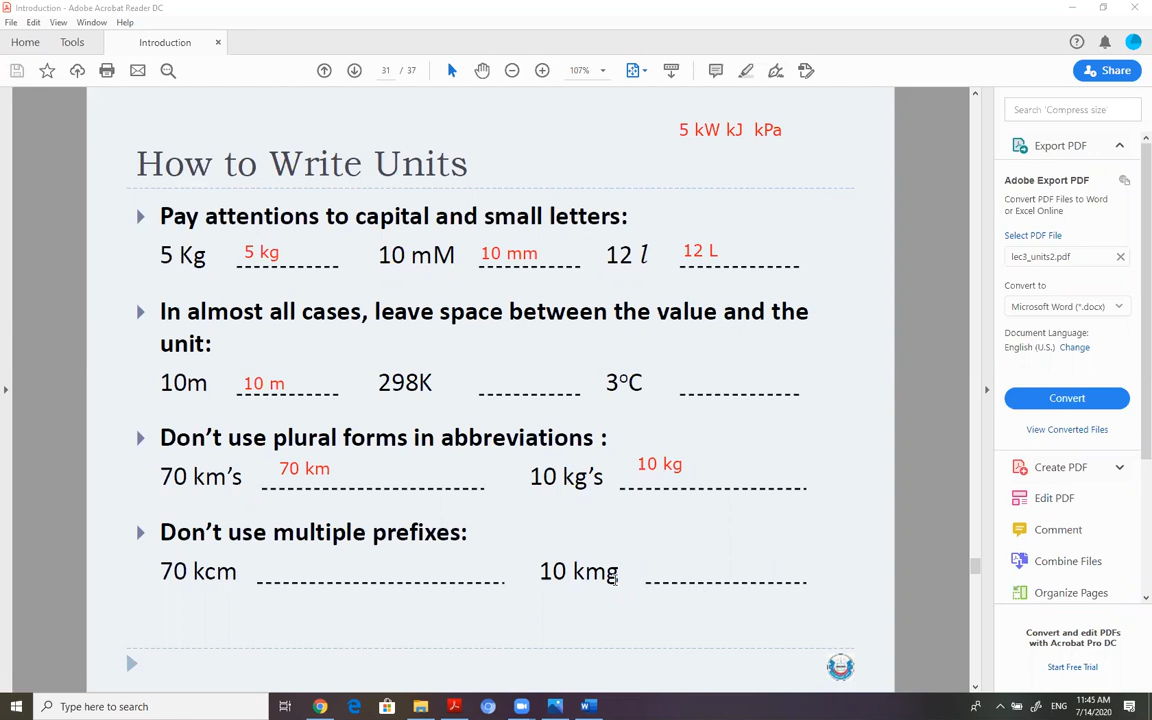 Introduction - Adobe Acrobat Reader DC
File Edit View Window Help
Home Tools Introduction ×
31 / 37 107% Share
5 kW kJ kPa
How to Write Units
Pay attentions to capital and small letters:
5 Kg 5 kg 10 mM 10 mm 12 l 12 L
In almost all cases, leave space between the value and the
unit:
10m 10 m 298K 3°C
Don’t use plural forms in abbreviations :
70 km’s 70 km 10 kg’s 10 kg
Don’t use multiple prefixes:
70 kcm 10 kmg
Search 'Compress size'
Export PDF
Adobe Export PDF
Convert PDF Files to Word
or Excel Online
Select PDF File
lec3_units2.pdf ×
Convert to
Microsoft Word (*.docx)
Document Language:
English (U.S.) Change
Convert
View Converted Files
Create PDF
Edit PDF
Comment
Combine Files
Organize Pages
Convert and edit PDFs
with Acrobat Pro DC
Start Free Trial
Type here to search
ENG
11:45 AM
7/14/2020